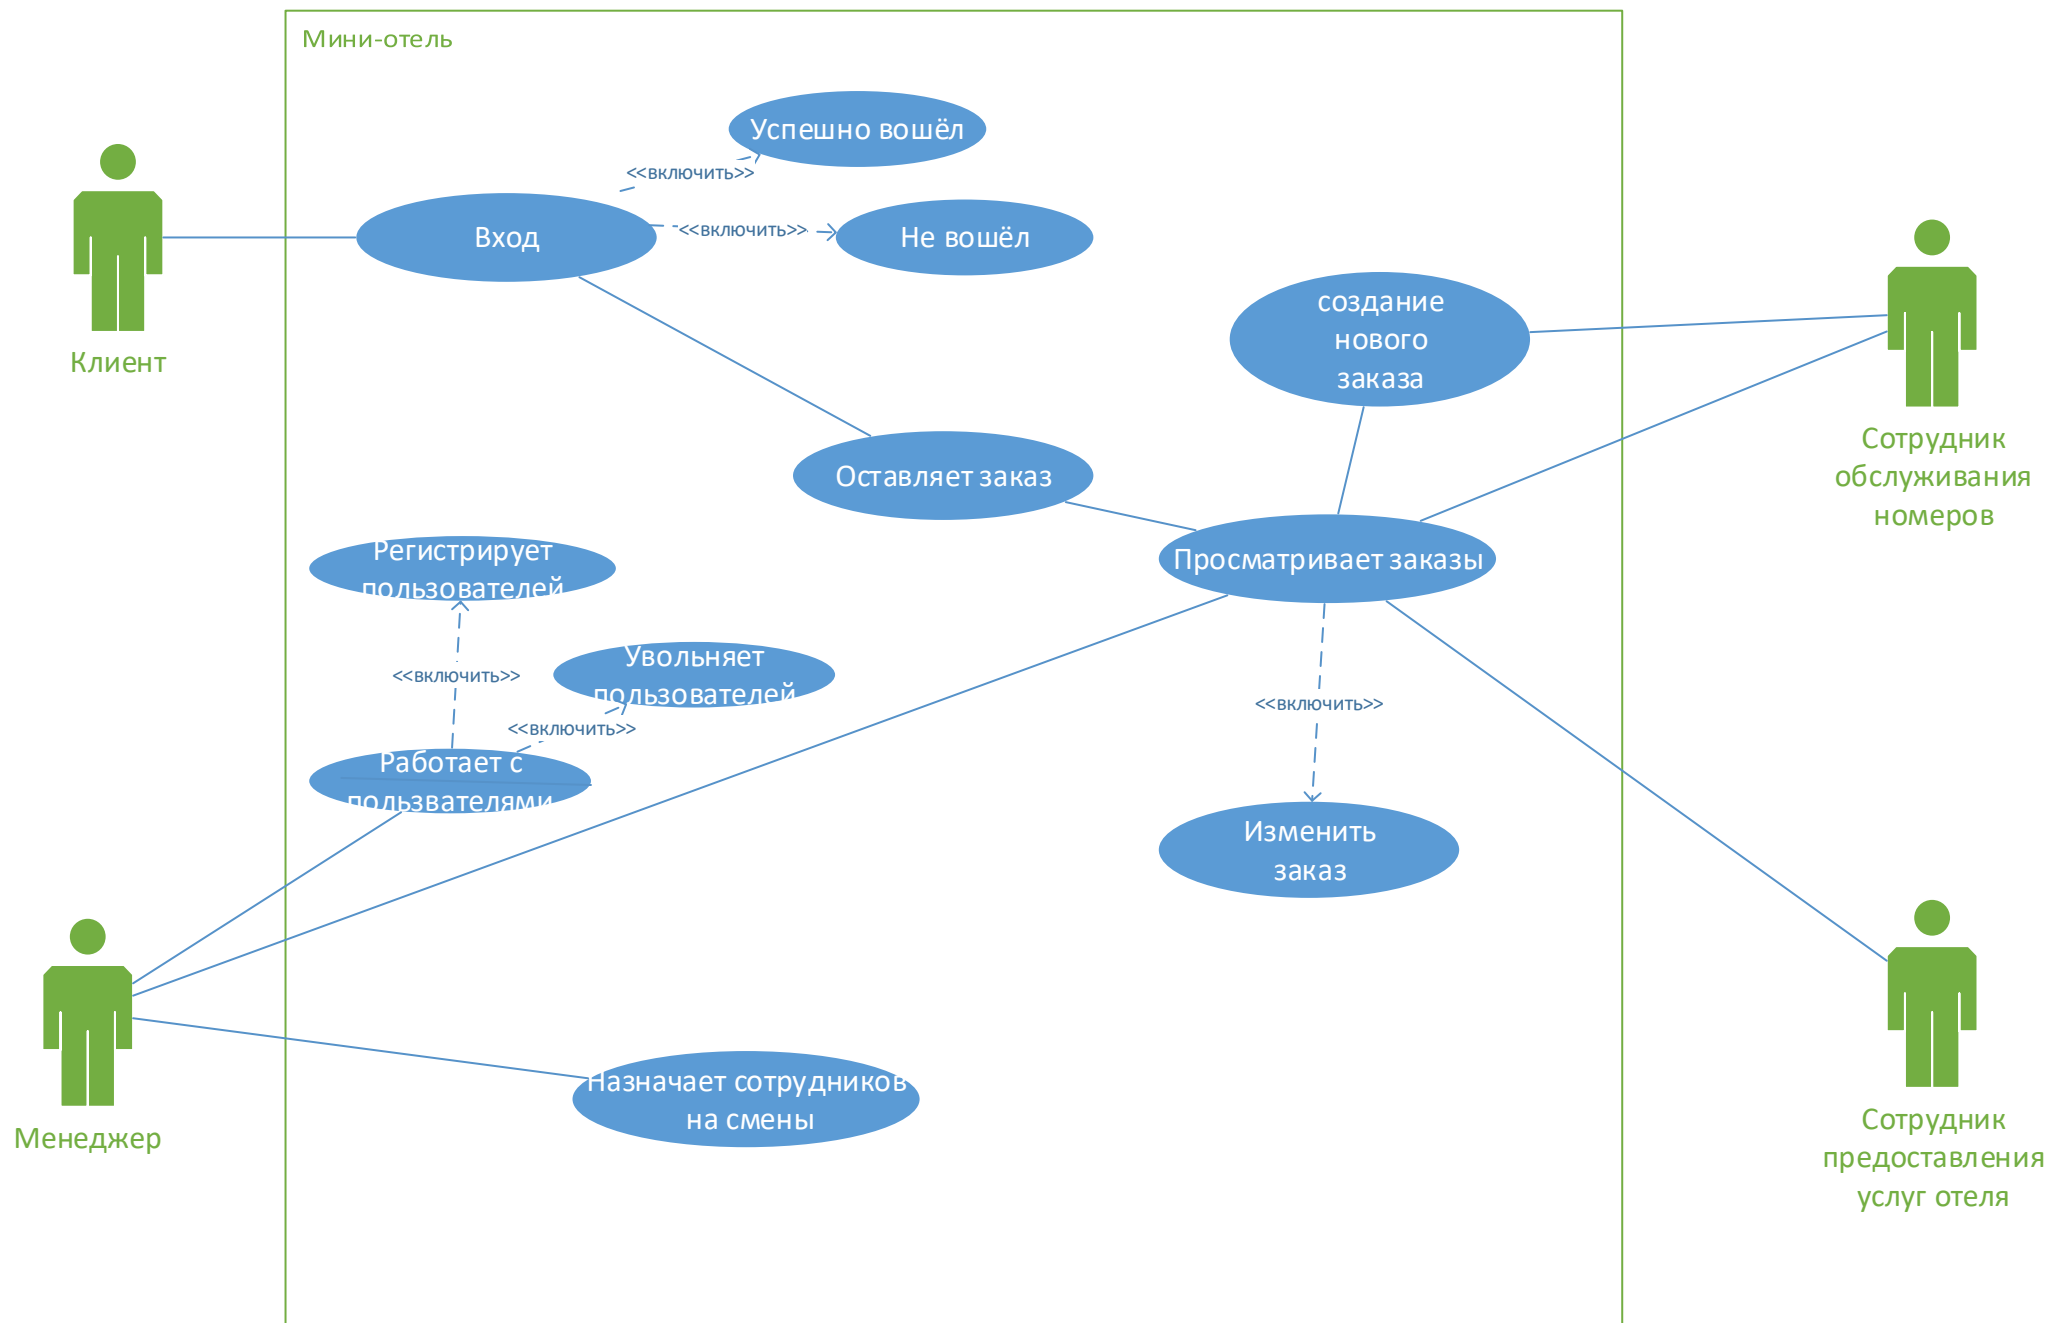 Мини-отель
Успешно вошёл
<<включить>>
Вход
<<включить>>
Не вошёл
Клиент
создание
нового
заказа
Сотрудник
обслуживания
номеров
Оставляет заказ
Просматривает заказы
Регистрирует
пользователей
<<включить>>
Увольняет
пользователей
<<включить>>
<<включить>>
Работает с
пользвателями
Изменить
заказ
Менеджер
Назначает сотрудников
на смены
Сотрудник
предоставления
услуг отеля